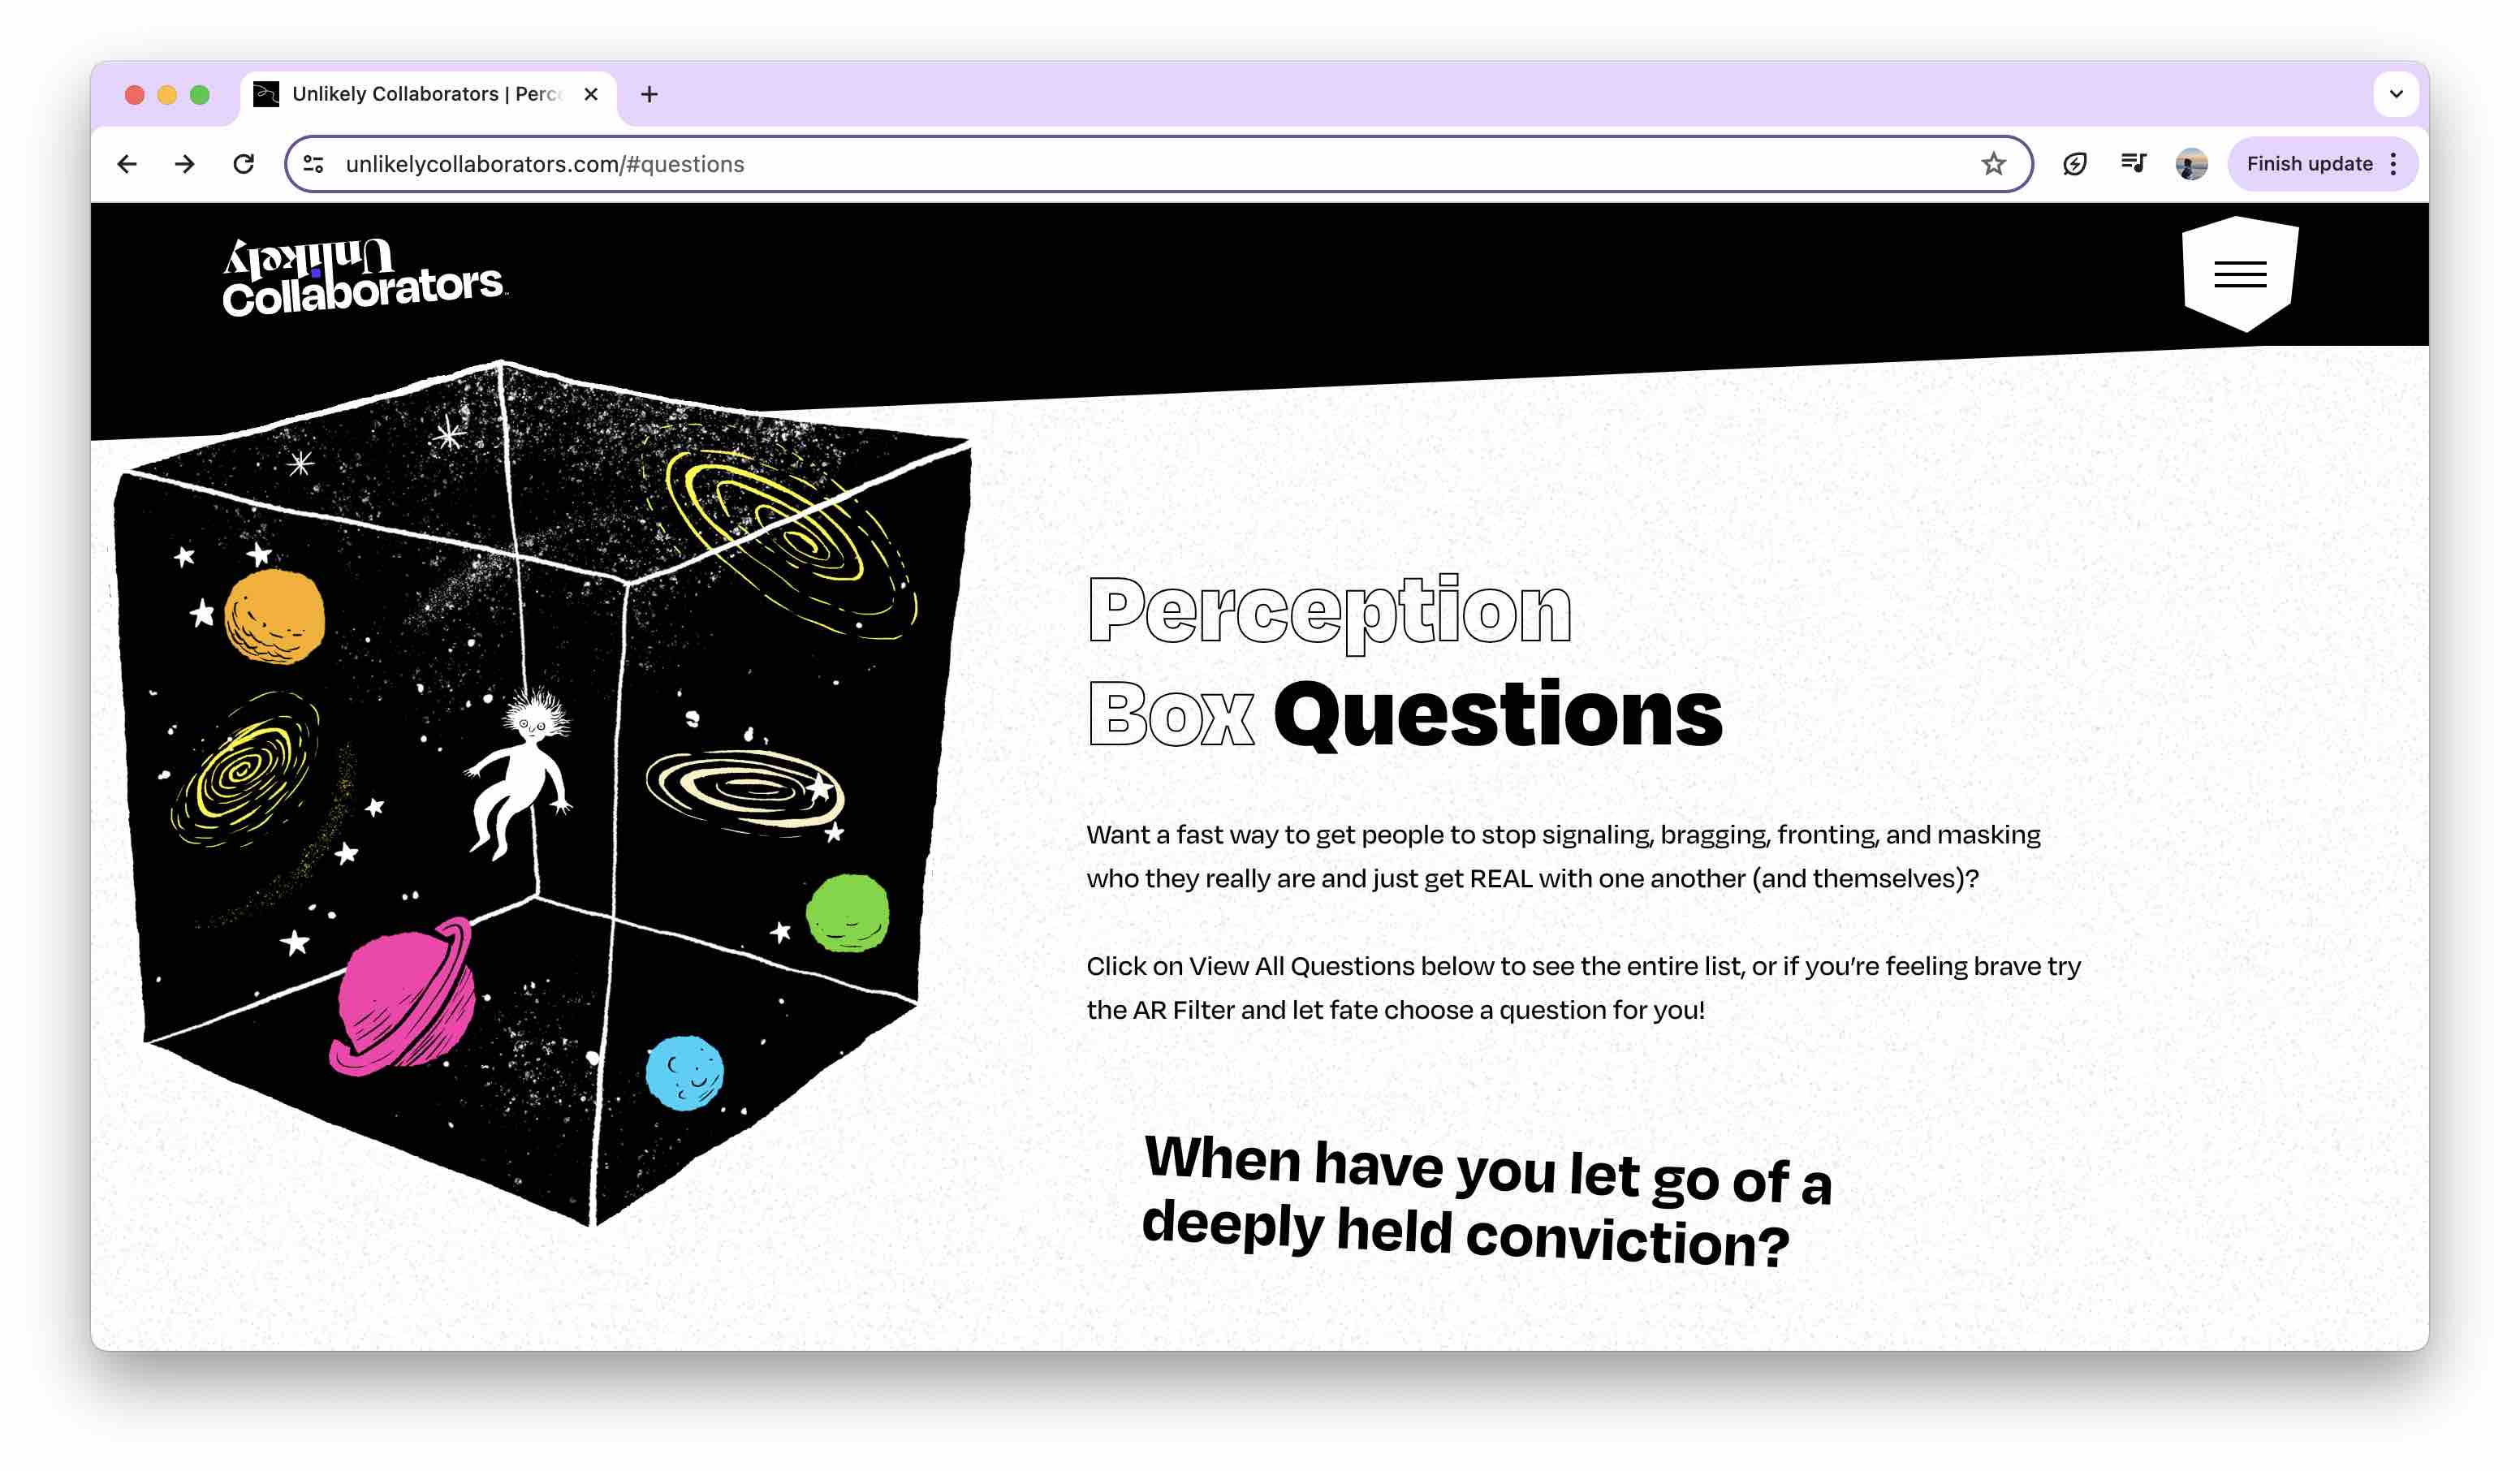 Unlikely Collaborators | Perc
unlikelycollaborators.com/#questions
Finish update
Unlikely
Collaborators
Perception
Box Questions
Want a fast way to get people to stop signaling, bragging, fronting, and masking
who they really are and just get REAL with one another (and themselves)?
Click on View All Questions below to see the entire list, or if you’re feeling brave try
the AR Filter and let fate choose a question for you!
When have you let go of a
deeply held conviction?